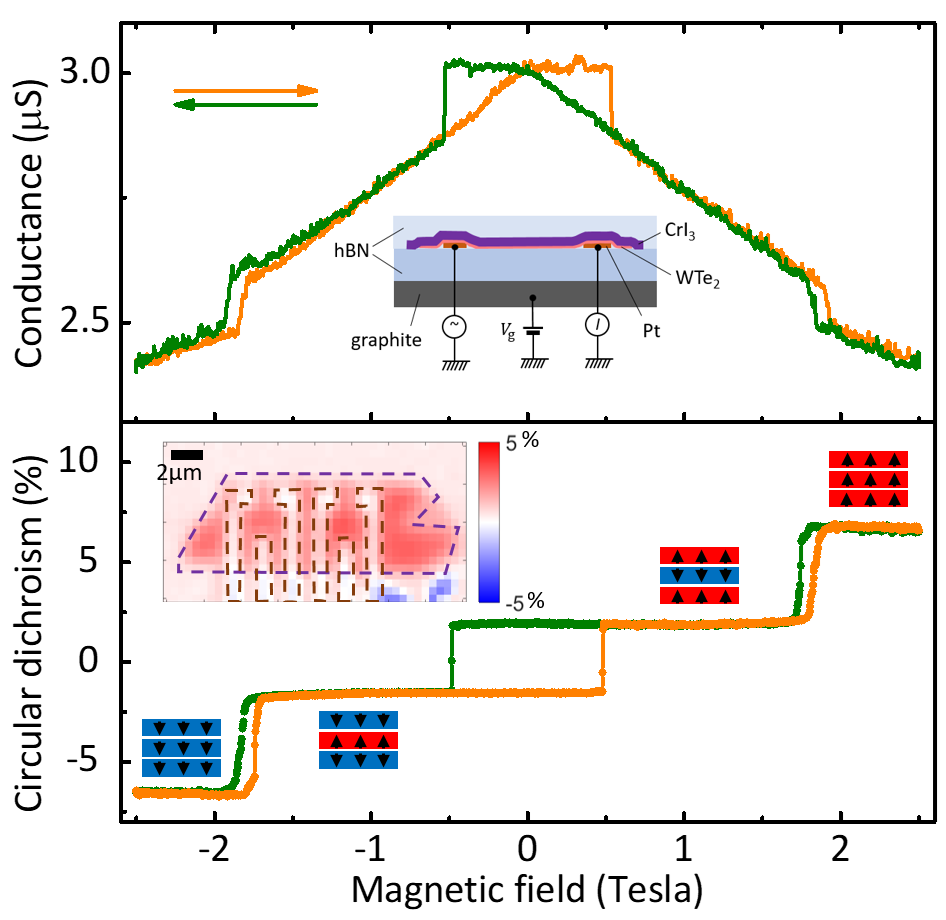 Conductance (μS)
3.0
2.5
hBN
CrI3
WTe2
Pt
graphite
~
Vg
I
Circular dichroism (%)
10
5
0
-5
2μm
5 %
-5 %
-2
-1
0
1
2
Magnetic field (Tesla)